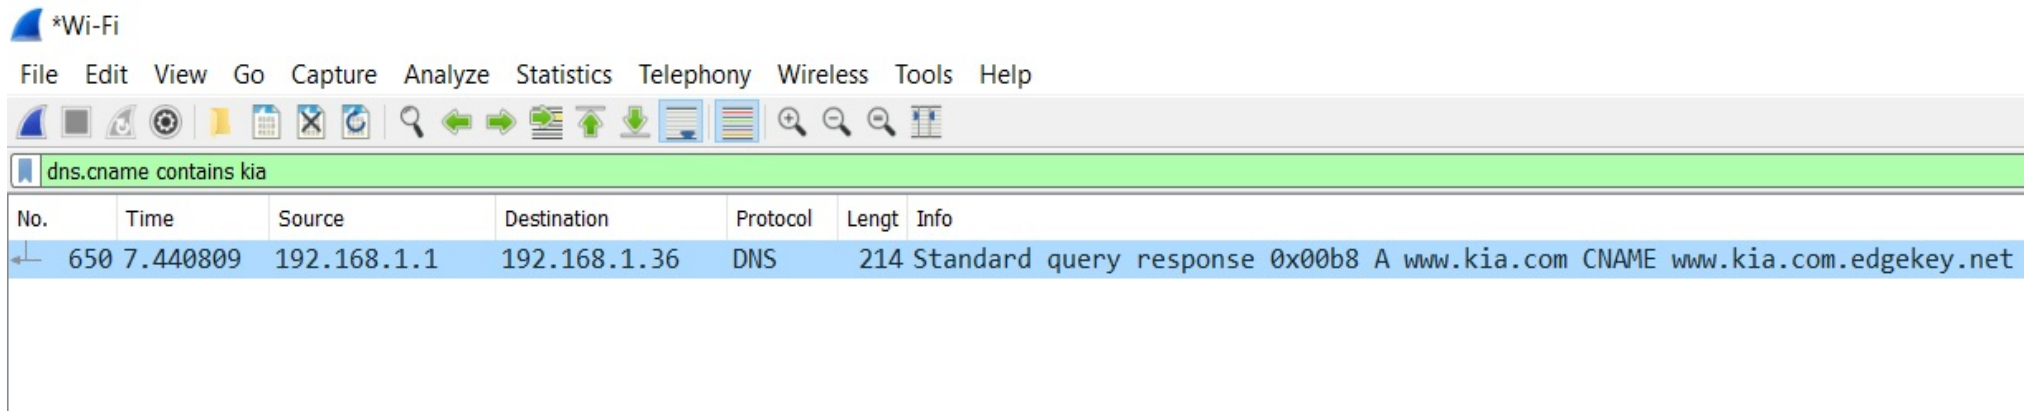 *Wi-Fi
File Edit View Go Capture Analyze Statistics Telephony Wireless Tools Help
dns.cname contains kia
No. Time Source Destination Protocol Lengt Info
650 7.440809 192.168.1.1 192.168.1.36 DNS 214 Standard query response 0x00b8 A www.kia.com CNAME www.kia.com.edgekey.net